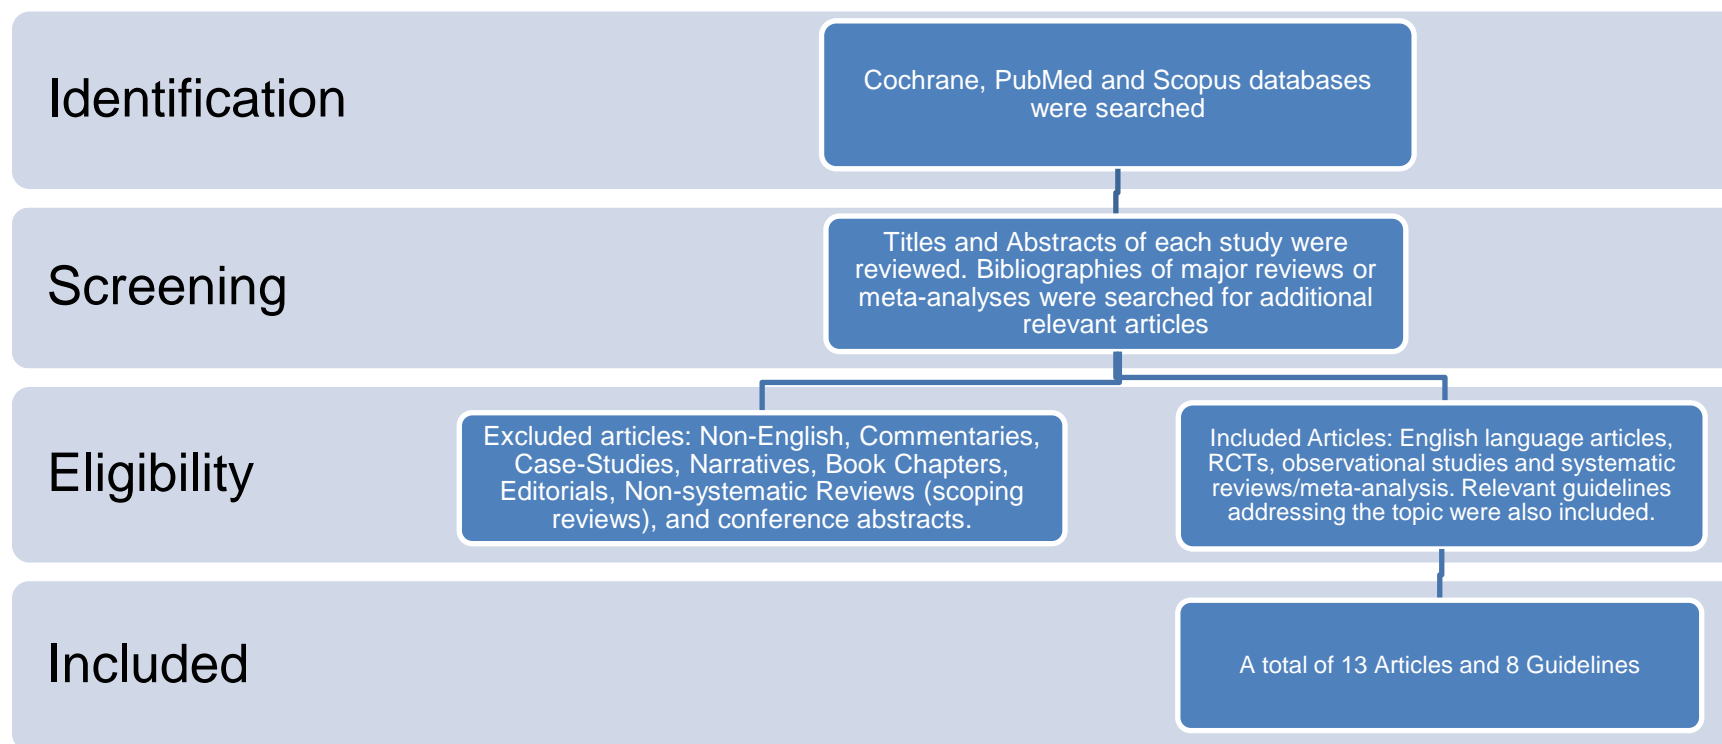 Identification
Cochrane, PubMed and Scopus databases
were searched
Screening
Titles and Abstracts of each study were
reviewed. Bibliographies of major reviews or
meta-analyses were searched for additional
relevant articles
Eligibility
Excluded articles: Non-English, Commentaries,
Case-Studies, Narratives, Book Chapters,
Editorials, Non-systematic Reviews (scoping
reviews), and conference abstracts.
Included Articles: English language articles,
RCTs, observational studies and systematic
reviews/meta-analysis. Relevant guidelines
addressing the topic were also included.
Included
A total of 13 Articles and 8 Guidelines